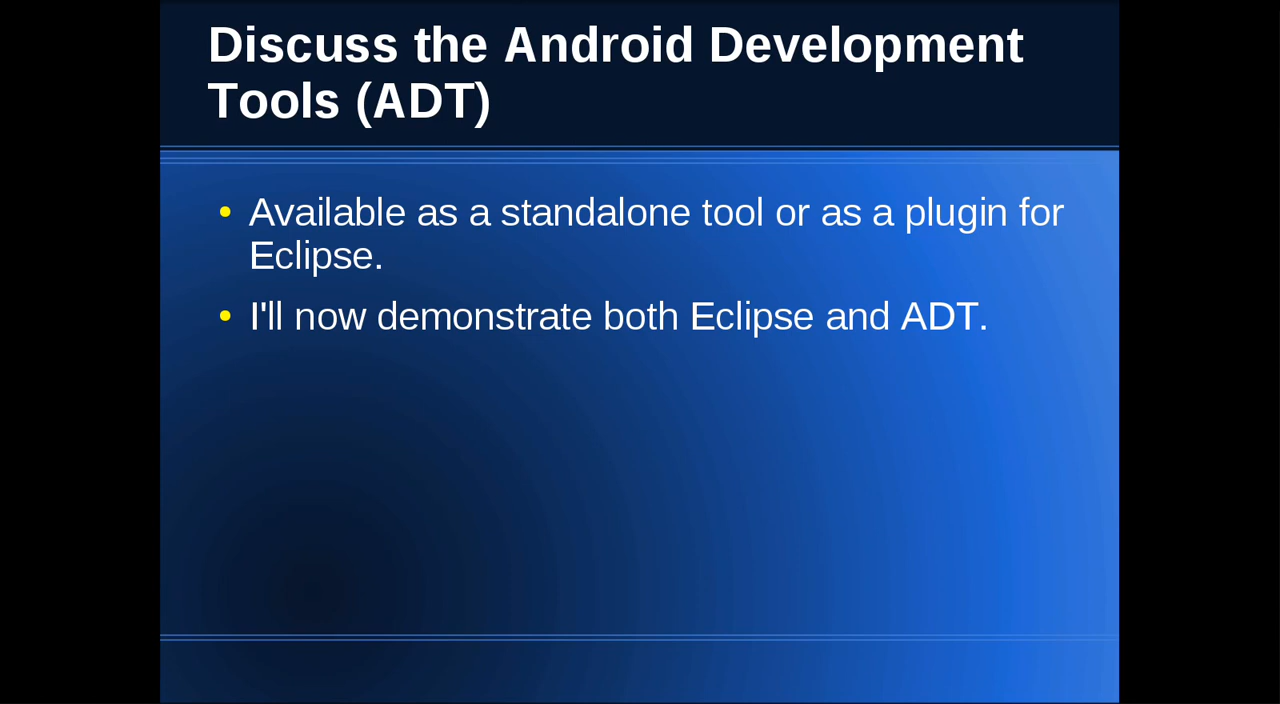 Discuss the Android Development
Tools (ADT)
Available as a standalone tool or as a plugin for
Eclipse.
I'll now demonstrate both Eclipse and ADT.